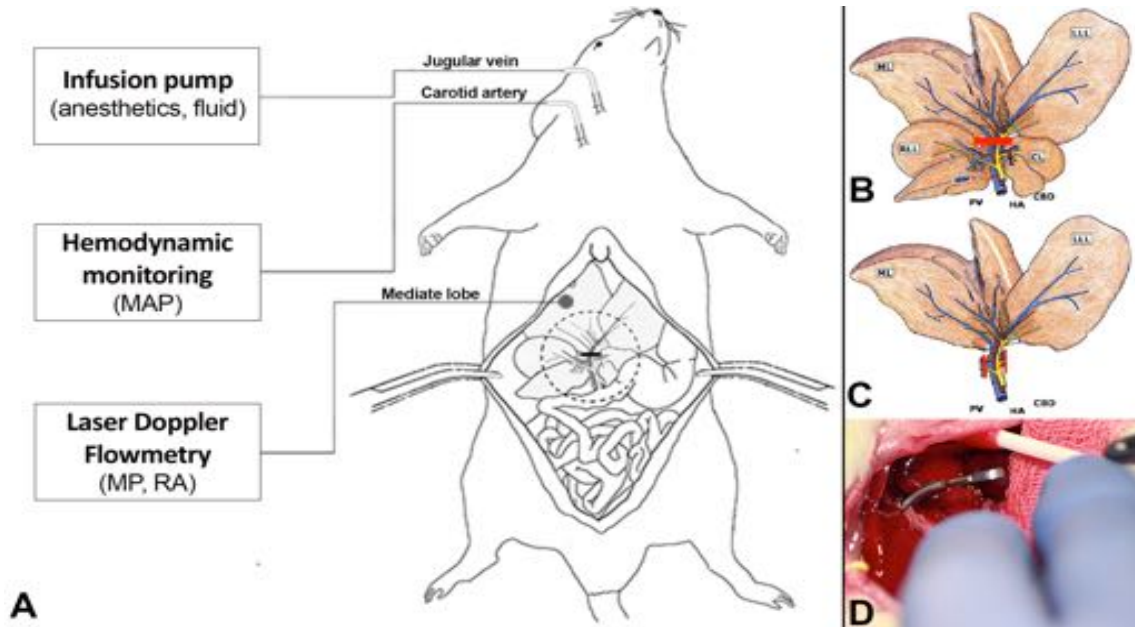 Infusion pump
(anesthetics, fluid)
Jugular vein
Carotid artery
Hemodynamic
monitoring
(MAP)
Mediate lobe
Laser Doppler
Flowmetry
(MP, RA)
A
LLL
ML
RLL
CL
PV
HA
CBD
B
LLL
ML
PV
HA
CBD
C
D